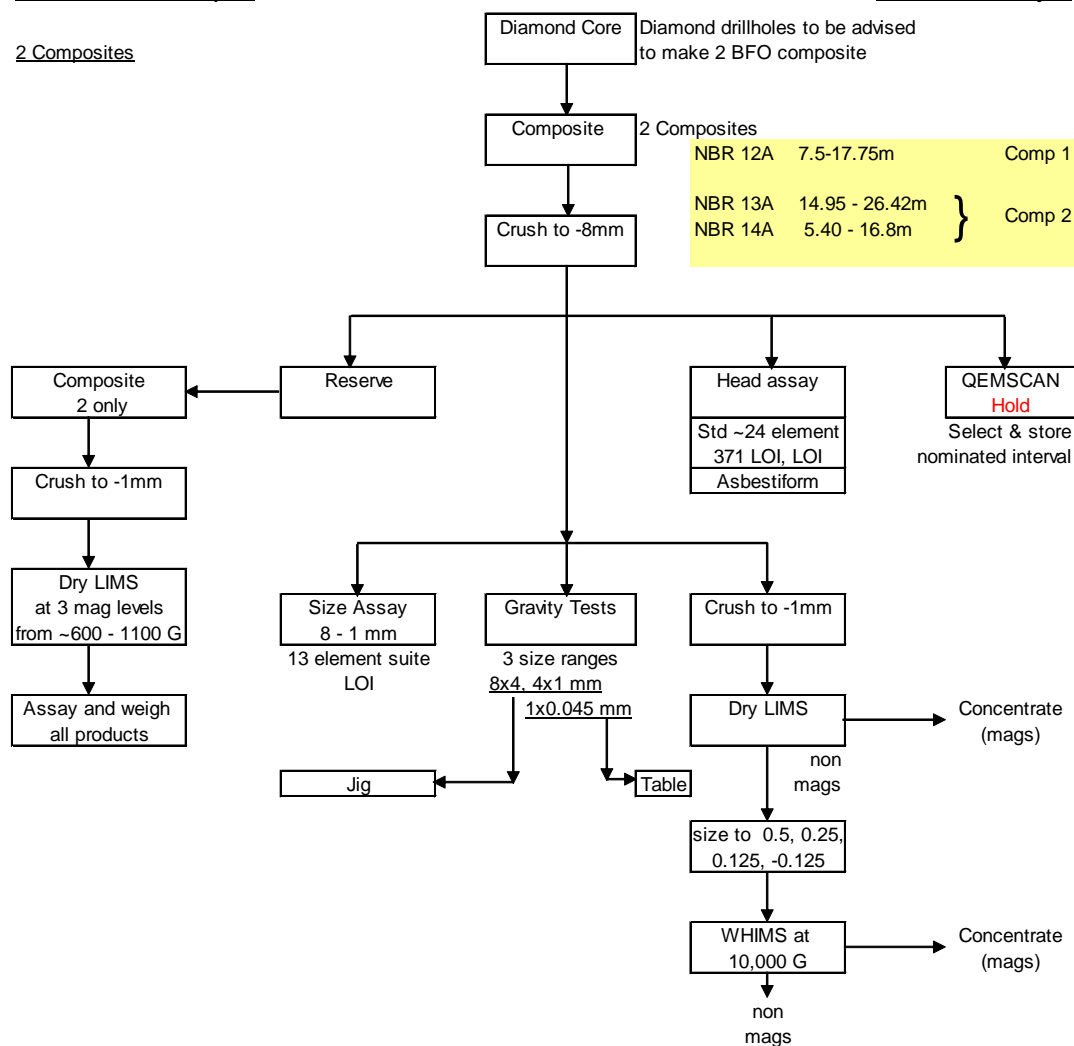 Diamond Core
Diamond drillholes to be advised
to make 2 BFO composite
2 Composites
Composite
2 Composites
NBR 12A 7.5-17.75m Comp 1
NBR 13A 14.95 - 26.42m
NBR 14A 5.40 - 16.8m
} Comp 2
Crush to -8mm
Composite
2 only
Reserve
Head assay
QEMSCAN
Hold
Std ~24 element
371 LOI, LOI
Asbestiform
Select & store
nominated interval
Crush to -1mm
Dry LIMS
at 3 mag levels
from ~600 - 1100 G
Assay and weigh
all products
Size Assay
8 - 1 mm
13 element suite
LOI
Gravity Tests
3 size ranges
8x4, 4x1 mm
1x0.045 mm
Jig
Table
Crush to -1mm
Dry LIMS
Concentrate
(mags)
non
mags
size to 0.5, 0.25,
0.125, -0.125
WHIMS at
10,000 G
Concentrate
(mags)
non
mags